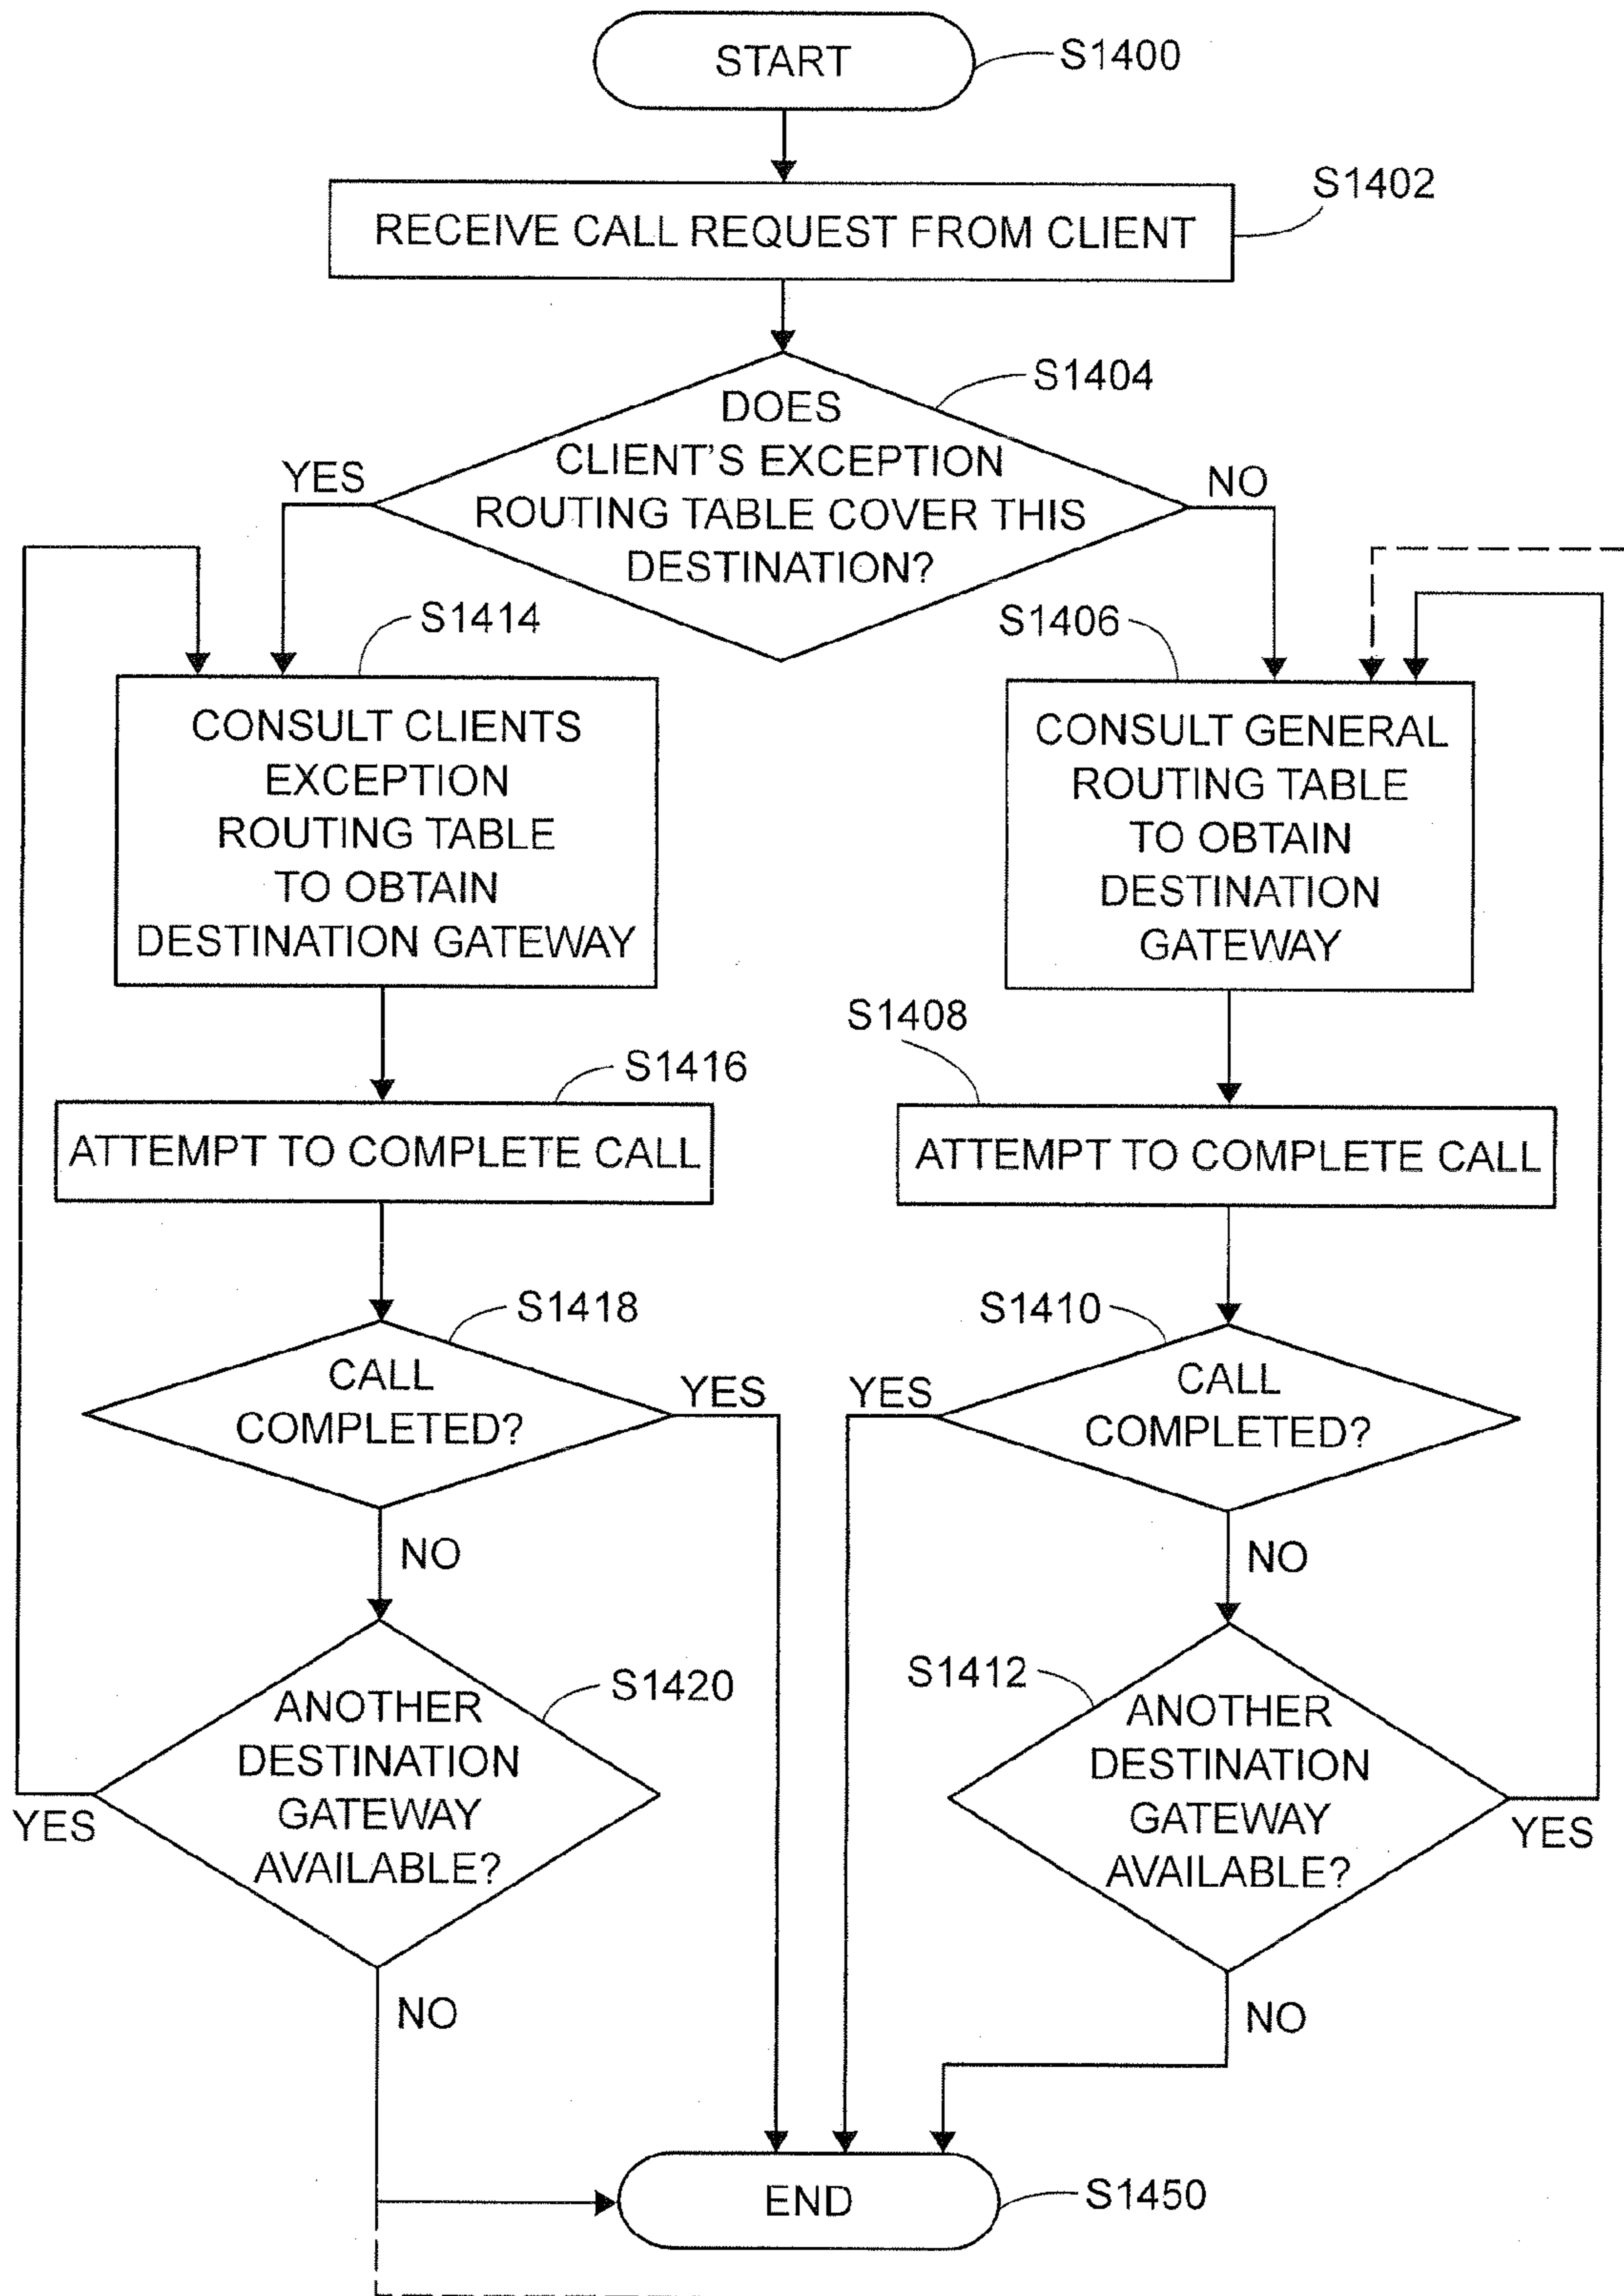 START
S1400
S1402
RECEIVE CALL REQUEST FROM CLIENT
S1404
DOES
CLIENT'S EXCEPTION
ROUTING TABLE COVER THIS
DESTINATION?
YES
NO
S1414
S1406
CONSULT CLIENTS
EXCEPTION
ROUTING TABLE
TO OBTAIN
DESTINATION GATEWAY
CONSULT GENERAL
ROUTING TABLE
TO OBTAIN
DESTINATION
GATEWAY
S1416
S1408
ATTEMPT TO COMPLETE CALL
ATTEMPT TO COMPLETE CALL
S1418
S1410
CALL
COMPLETED?
YES
YES
CALL
COMPLETED?
NO
NO
S1420
S1412
ANOTHER
DESTINATION
GATEWAY
AVAILABLE?
YES
ANOTHER
DESTINATION
GATEWAY
AVAILABLE?
YES
NO
NO
END
S1450